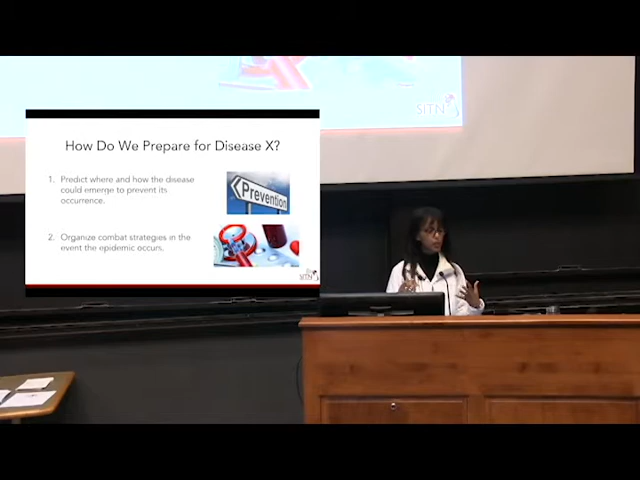 SITN
How Do We Prepare for Disease X?
1. Predict where and how the disease
could emerge to prevent its
occurrence.
Prevention
2. Organize combat strategies in the
event the epidemic occurs.
SITN